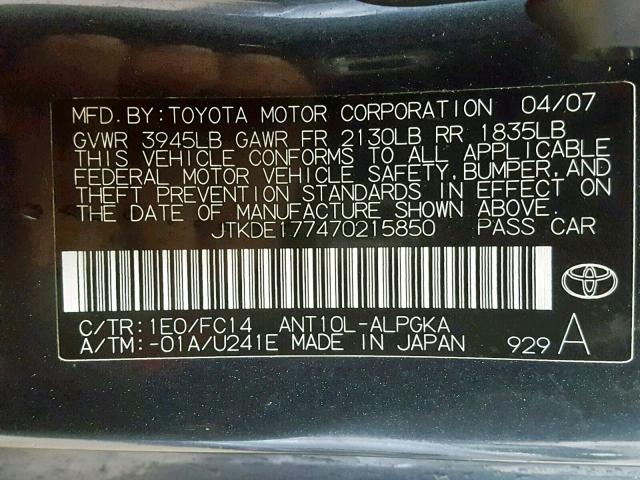 MFD. BY: TOYOTA MOTOR CORPORATION 04/07
GVWR 3945LB GAWR FR 2130LB RR 1835LB
THIS VEHICLE CONFORMS TO ALL APPLICABLE
FEDERAL MOTOR VEHICLE SAFETY, BUMPER, AND
THEFT PREVENTION STANDARDS IN EFFECT ON
THE DATE OF MANUFACTURE SHOWN ABOVE.
JTKDE177470215850 PASS CAR
C/TR: 1E0/FC14 ANT10L-ALPGKA
A/TM: -01A/U241E MADE IN JAPAN 929 A